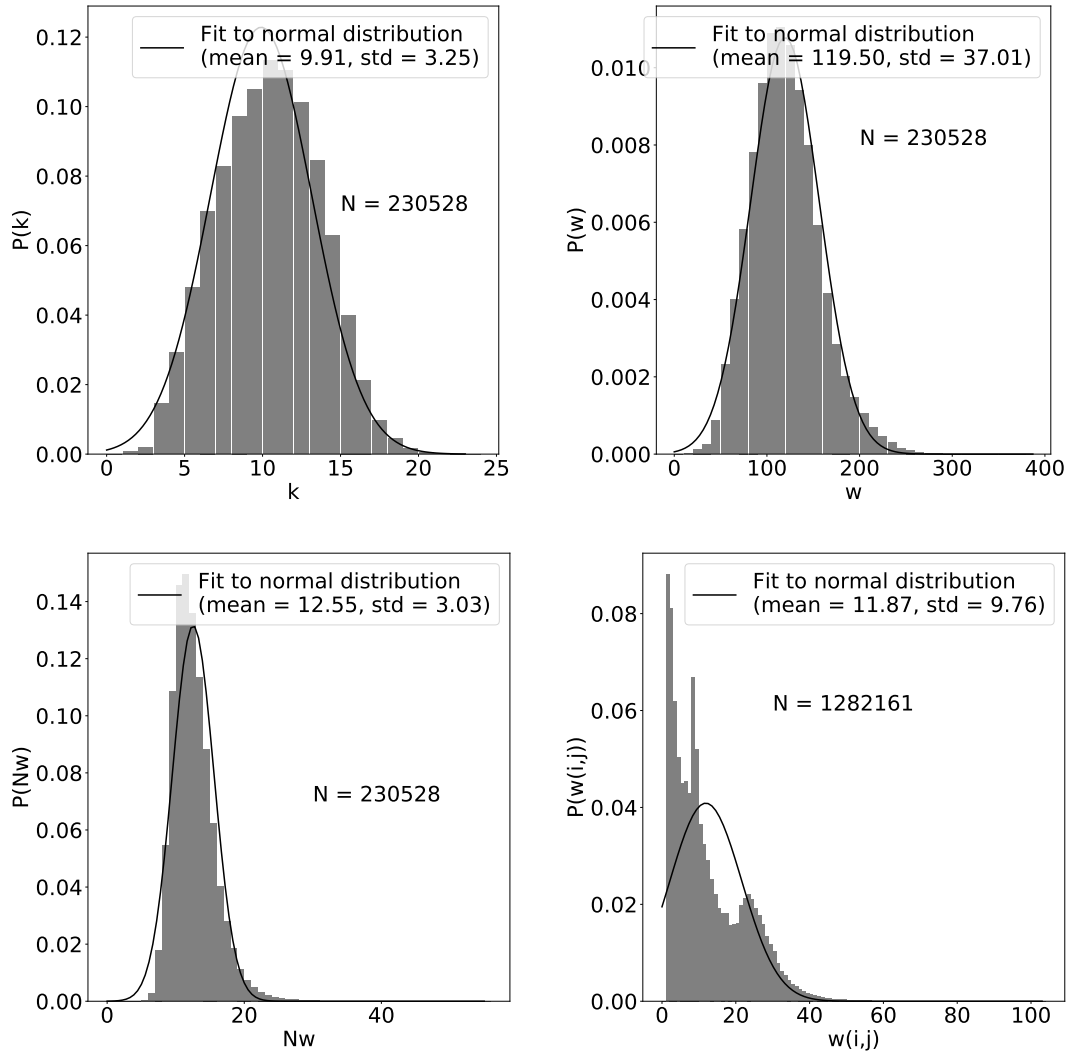 Fit to normal distribution
(mean = 9.91, std = 3.25)
N = 230528
P(k)
0.12
0.10
0.08
0.06
0.04
0.02
0.00
0
5
10
15
20
25
k
Fit to normal distribution
(mean = 119.50, std = 37.01)
N = 230528
P(w)
0.010
0.008
0.006
0.004
0.002
0.000
0
100
200
300
400
w
Fit to normal distribution
(mean = 12.55, std = 3.03)
N = 230528
P(Nw)
0.14
0.12
0.10
0.08
0.06
0.04
0.02
0.00
0
20
40
Nw
Fit to normal distribution
(mean = 11.87, std = 9.76)
N = 1282161
P(w(i,j))
0.08
0.06
0.04
0.02
0.00
0
20
40
60
80
100
w(i,j)